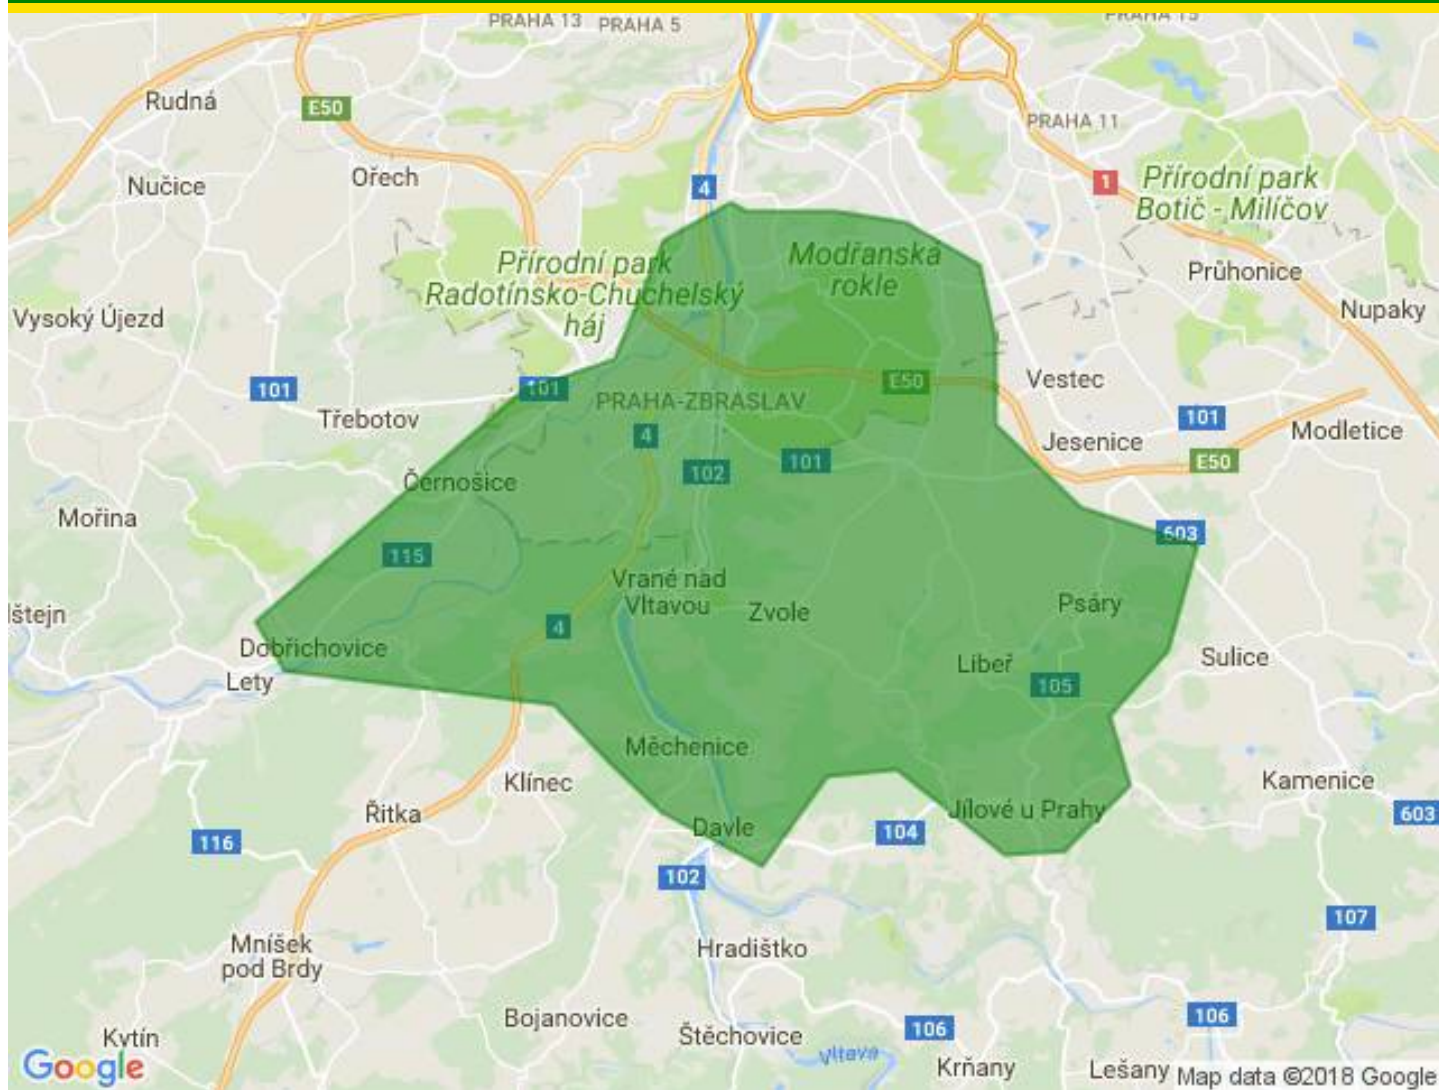 PRAHA 13
PRAHA 5
PRAHA 15
Rudná
E50
PRAHA 11
Nučice
Ořech
4
1
Přírodní park
Botič - Milíčov
Přírodní park
Radotínsko-Chuchelský
háj
Modřanská
rokle
Průhonice
Nupaky
Vysoký Újezd
101
101
E50
Vestec
PRAHA-ZBRASLAV
Třebotov
4
101
Modletice
Jesenice
102
101
E50
Černošice
Mořina
603
115
Vrané nad
Vltavou
Psáry
lštejn
4
Zvole
Dobřichovice
Lety
Libeř
Sulice
105
Měchenice
Klínec
Kamenice
Řitka
Jílové u Prahy
603
116
Davle
104
102
107
Mníšek
pod Brdy
Hradištko
Bojanovice
106
106
Kytín
Štěchovice
Vltava
Krňany
Lešany
Google
Map data ©2018 Google